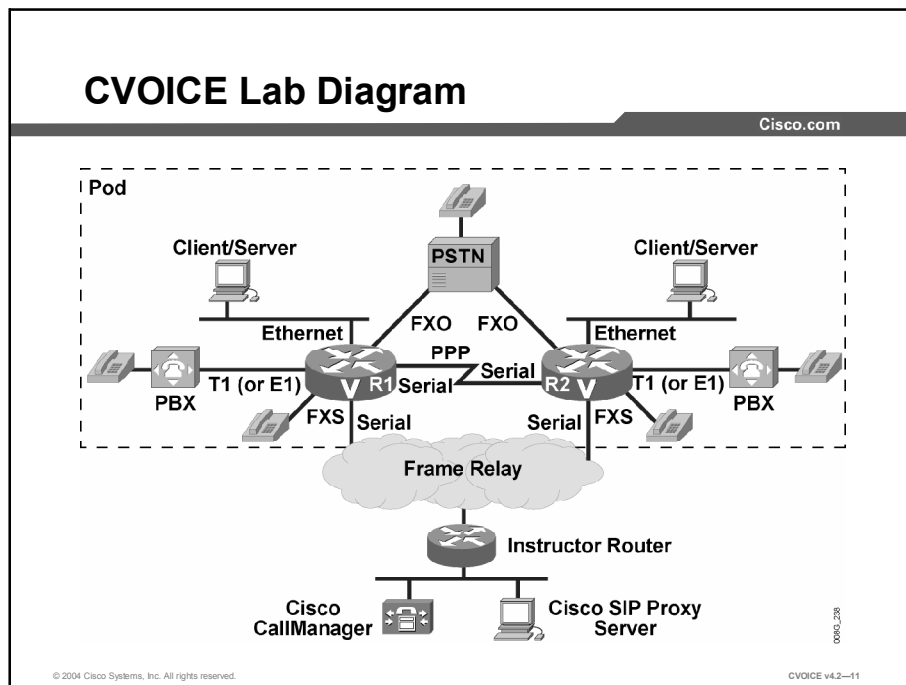 CVOICE Lab Diagram
Cisco.com
Pod
PSTN
Client/Server
Client/Server
FXO
FXO
Ethernet
Ethernet
PPP
Serial
T1 (or E1)
V
R1
Serial
R2
V
T1 (or E1)
PBX
FXS
Serial
Serial
FXS
PBX
Frame Relay
Instructor Router
Cisco
CallManager
Cisco SIP Proxy
Server
008G_238
© 2004 Cisco Systems, Inc. All rights reserved.
CVOICE v4.2—11